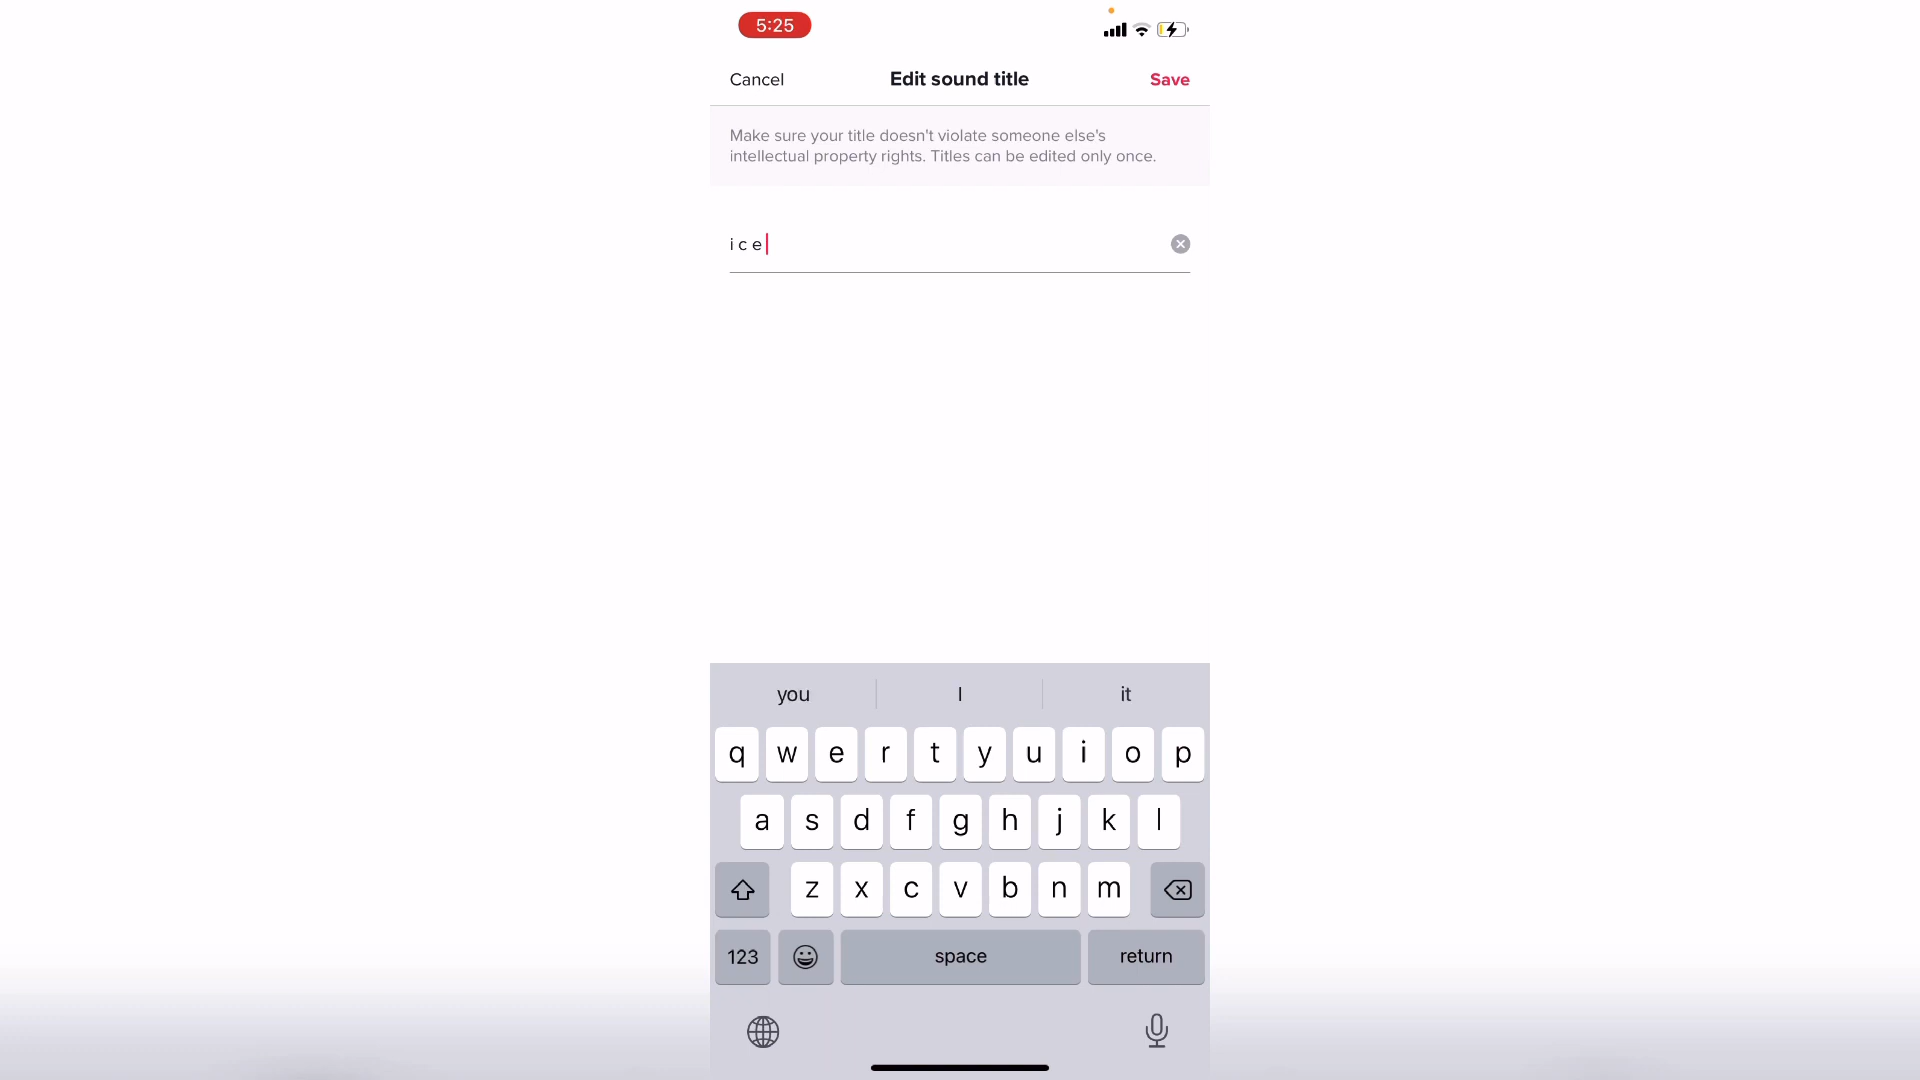 5:25
Cancel
Edit sound title
Save
Make sure your title doesn't violate someone else's
intellectual property rights. Titles can be edited only once.
i c e
you
I
it
q w e r t y u i o p
a s d f g h j k l
z x c v b n m
123
space
return